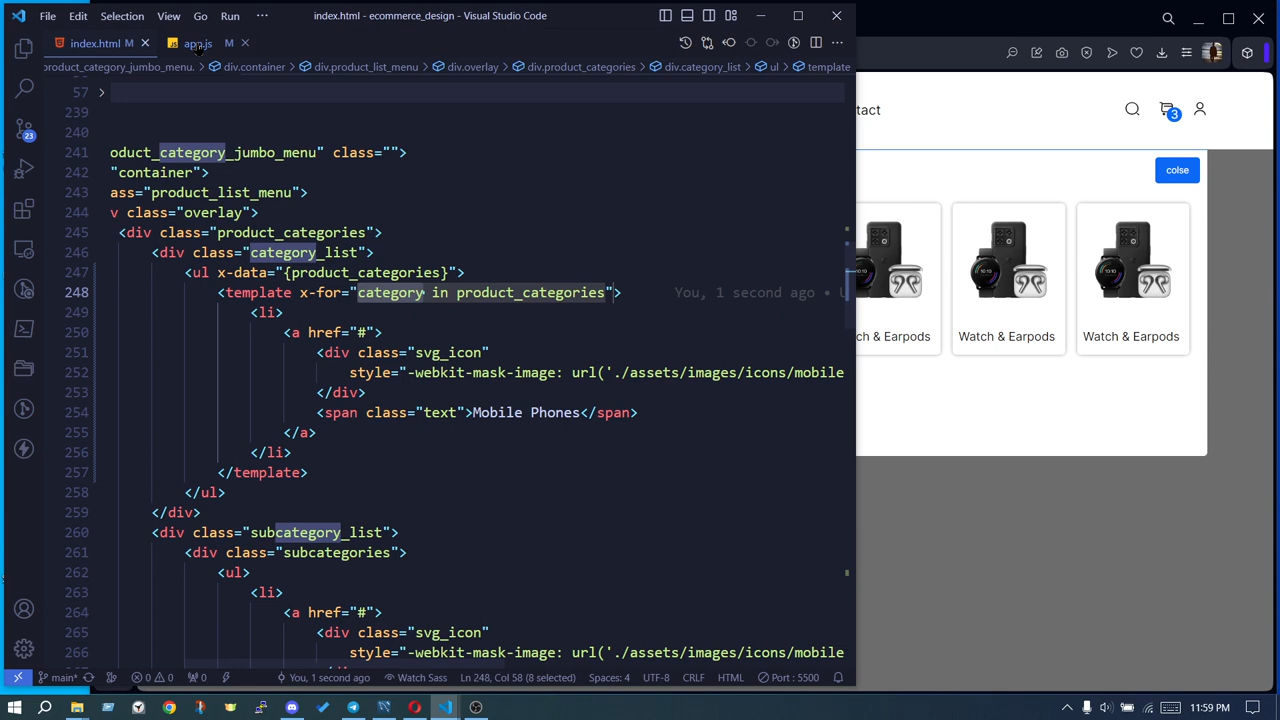 File Edit Selection View Go Run ··· index.html - ecommerce_design - Visual Studio Code
index.html M app.js M
product_category_jumbo_menu. > div.container > div.product_list_menu > div.overlay > div.product_categories > div.category_list > ul > template
57
239
240
241 oduct_category_jumbo_menu" class="">
242 "container">
243 ass="product_list_menu">
244 v class="overlay">
245 <div class="product_categories">
246 <div class="category_list">
247 <ul x-data="{product_categories}">
248 <template x-for="category in product_categories"> You, 1 second ago •
249 <li>
250 <a href="#">
251 <div class="svg_icon"
252 style="-webkit-mask-image: url('./assets/images/icons/mobile
253 </div>
254 <span class="text">Mobile Phones</span>
255 </a>
256 </li>
257 </template>
258 </ul>
259 </div>
260 <div class="subcategory_list">
261 <div class="subcategories">
262 <ul>
263 <li>
264 <a href="#">
265 <div class="svg_icon"
266 style="-webkit-mask-image: url('./assets/images/icons/mobile
23
main* 0 0 0 You, 1 second ago Watch Sass Ln 248, Col 58 (8 selected) Spaces: 4 UTF-8 CRLF HTML Port : 5500
tact
3
colse
ch & Earpods
Watch & Earpods
Watch & Earpods
11:59 PM